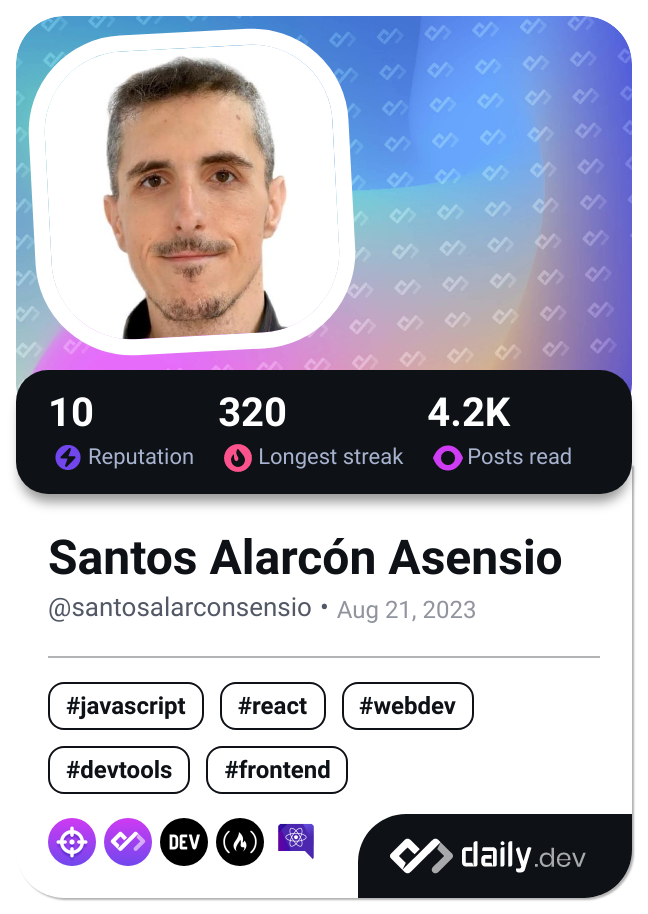 10 320 4.2K
Reputation Longest streak Posts read
Santos Alarcón Asensio
@santosalarconsensio • Aug 21, 2023
#javascript #react #webdev
#devtools #frontend
DEV
daily.dev